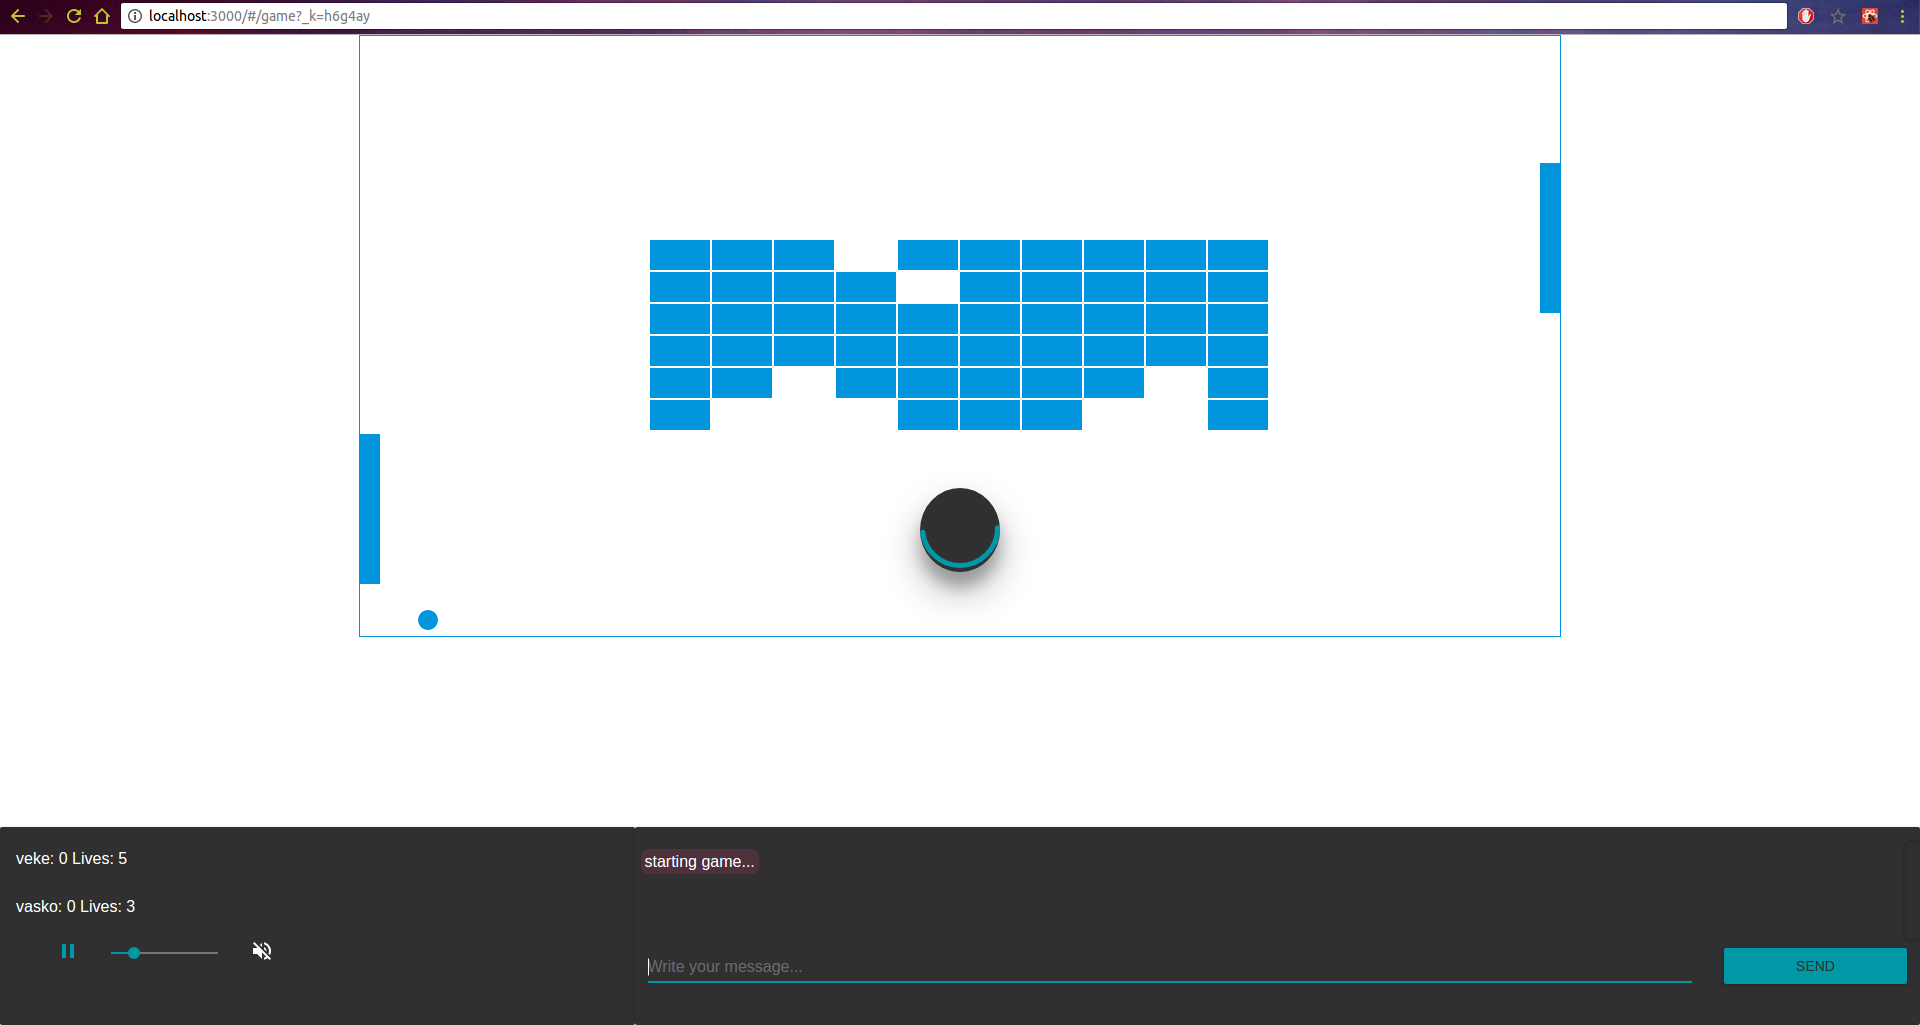 localhost:3000/#/game?_k=h6g4ay
veke: 0 Lives: 5
vasko: 0 Lives: 3
starting game...
Write your message...
SEND